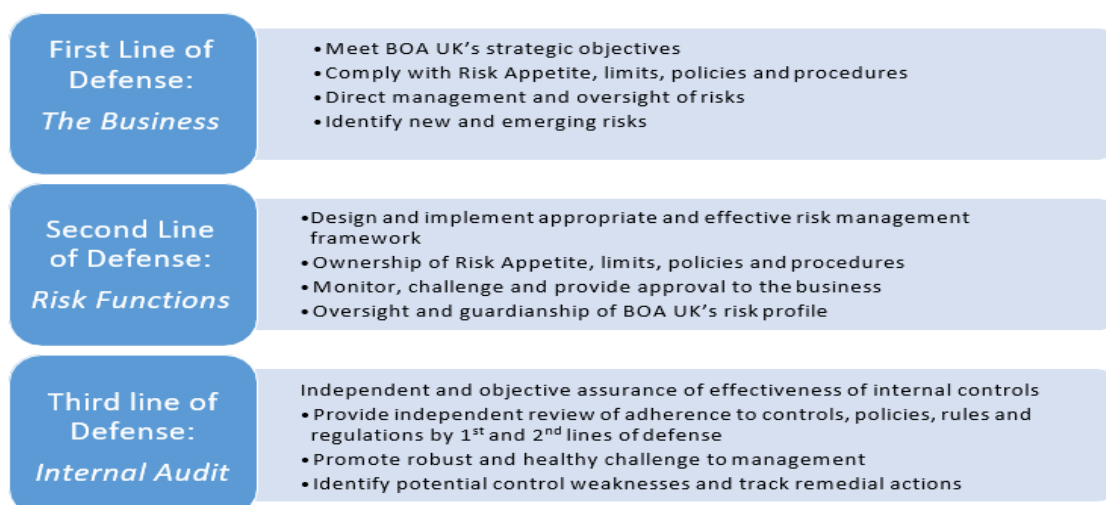 First Line of
Defense:
The Business
• Meet BOA UK's strategic objectives
• Comply with Risk Appetite, limits, policies and procedures
• Direct management and oversight of risks
• Identify new and emerging risks
Second Line
of Defense:
Risk Functions
• Design and implement appropriate and effective risk management
framework
• Ownership of Risk Appetite, limits, policies and procedures
• Monitor, challenge and provide approval to the business
• Oversight and guardianship of BOA UK's risk profile
Third line of
Defense:
Internal Audit
Independent and objective assurance of effectiveness of internal controls
• Provide independent review of adherence to controls, policies, rules and
regulations by 1st and 2nd lines of defense
• Promote robust and healthy challenge to management
• Identify potential control weaknesses and track remedial actions